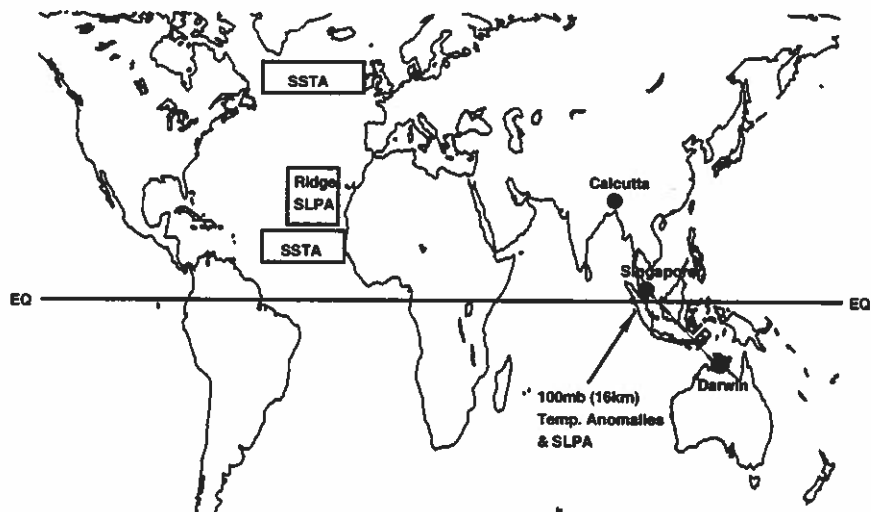 SSTA
Ridge
SLPA
Calcutta
SSTA
Singapore
EQ
EQ
Darwin
100mb (16km)
Temp. Anomalies
& SLPA